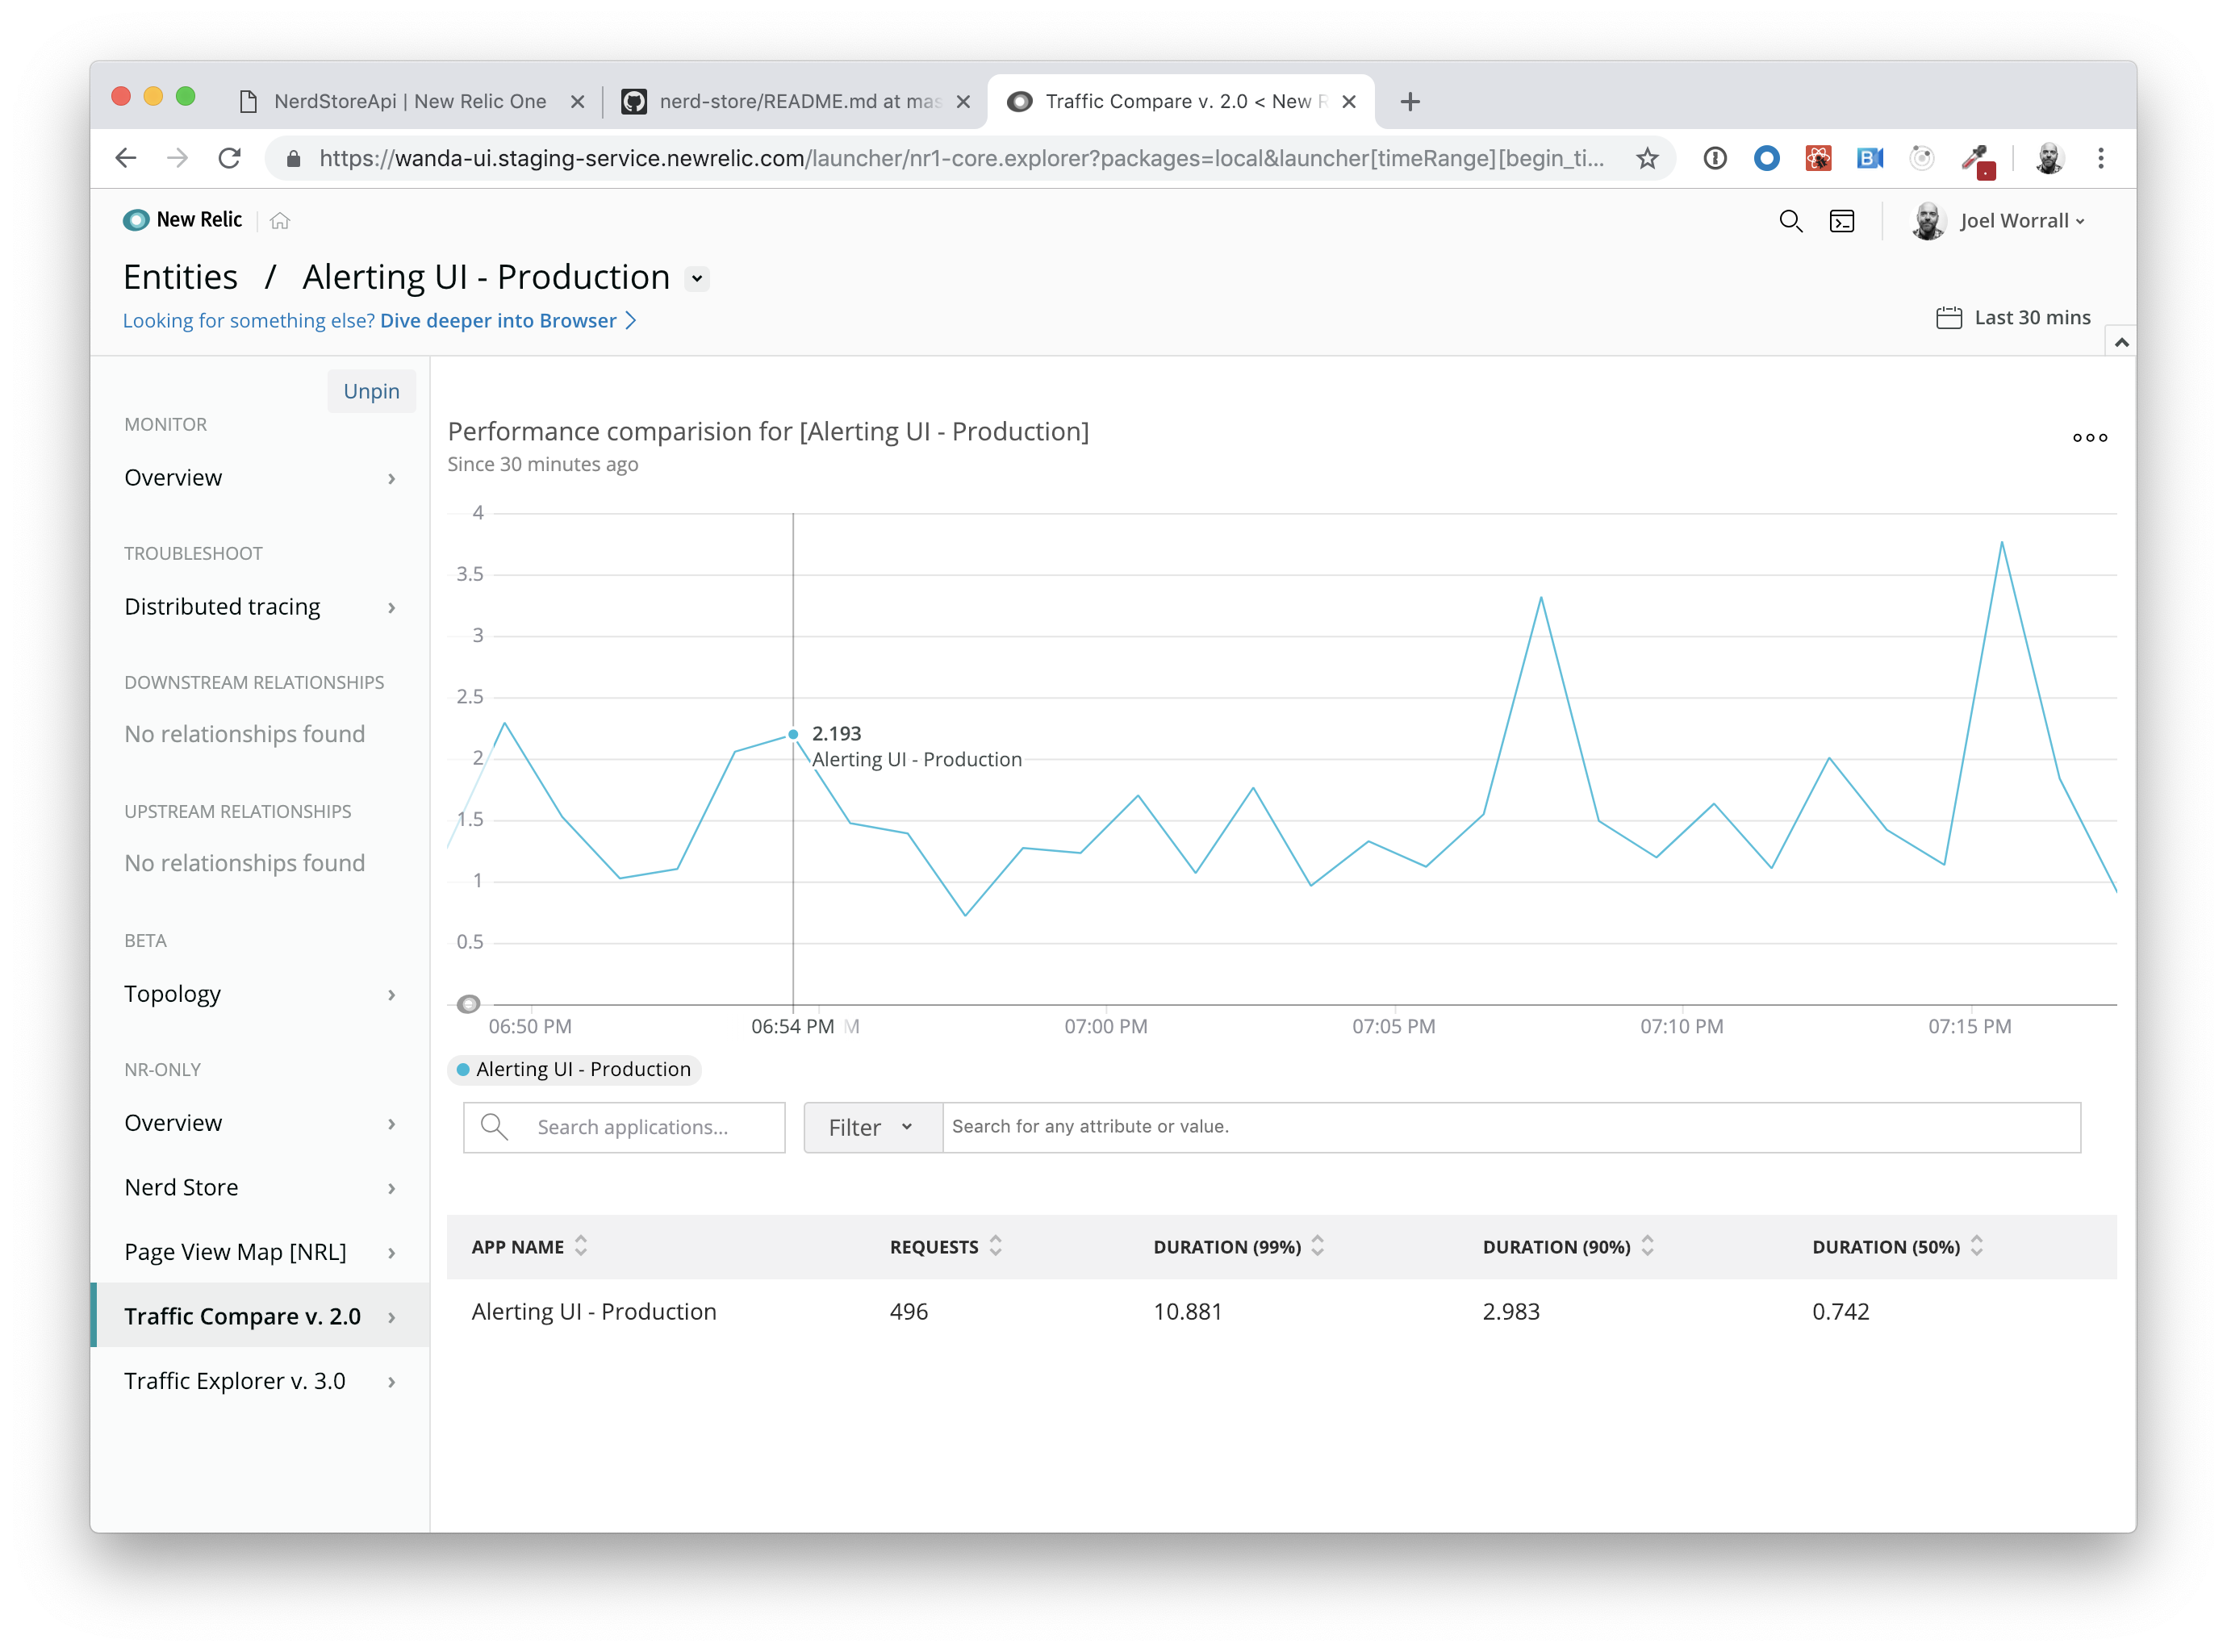 NerdStoreApi | New Relic One
nerd-store/README.md at mas
Traffic Compare v. 2.0 < New R
https://wanda-ui.staging-service.newrelic.com/launcher/nr1-core.explorer?packages=local&launcher[timeRange][begin_ti...
New Relic
Joel Worrall
Entities / Alerting UI - Production
Looking for something else? Dive deeper into Browser
Last 30 mins
Unpin
MONITOR
Overview
TROUBLESHOOT
Distributed tracing
DOWNSTREAM RELATIONSHIPS
No relationships found
UPSTREAM RELATIONSHIPS
No relationships found
BETA
Topology
NR-ONLY
Overview
Nerd Store
Page View Map [NRL]
Traffic Compare v. 2.0
Traffic Explorer v. 3.0
Performance comparision for [Alerting UI - Production]
Since 30 minutes ago
4
3.5
3
2.5
2
1.5
1
0.5
2.193
Alerting UI - Production
06:50 PM 06:54 PM M 07:00 PM 07:05 PM 07:10 PM 07:15 PM
Alerting UI - Production
Search applications... Filter Search for any attribute or value.
APP NAME REQUESTS DURATION (99%) DURATION (90%) DURATION (50%)
Alerting UI - Production 496 10.881 2.983 0.742